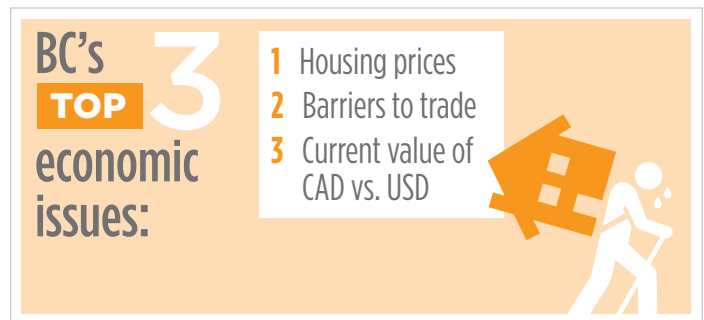 BC's
TOP 3
economic
issues:
1 Housing prices
2 Barriers to trade
3 Current value of
CAD vs. USD